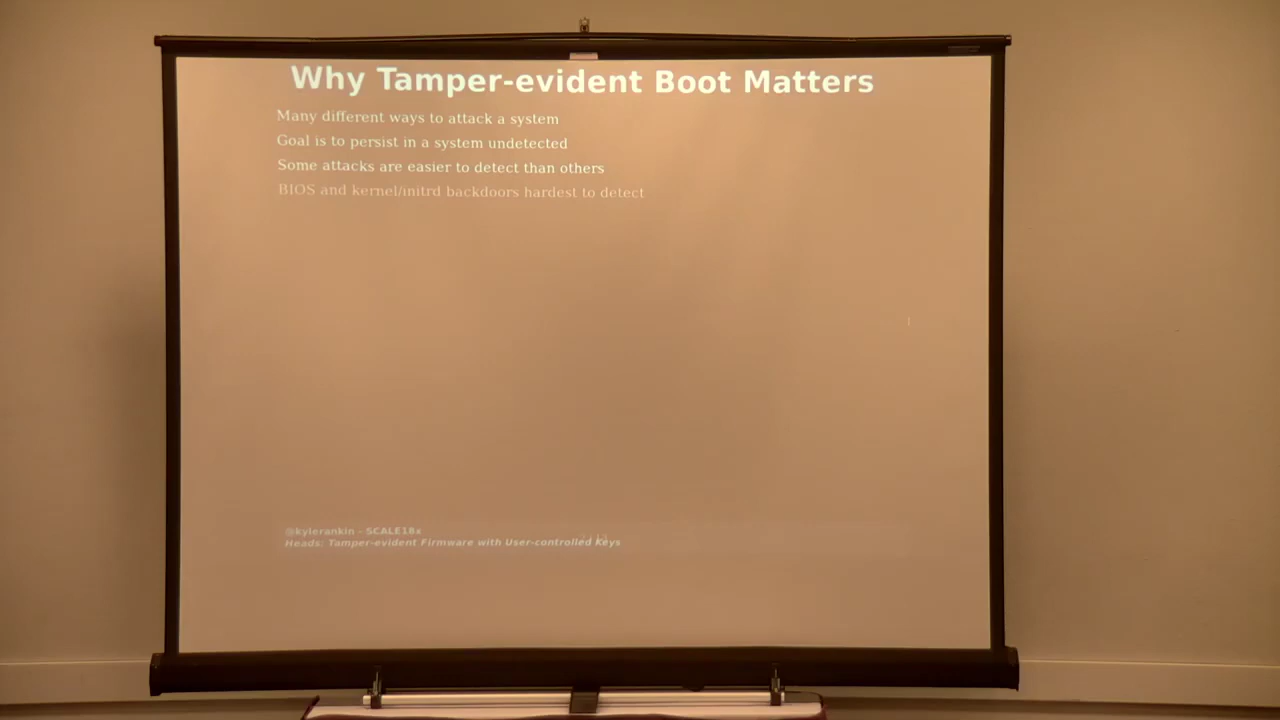 Why Tamper-evident Boot Matters
Many different ways to attack a system
Goal is to persist in a system undetected
Some attacks are easier to detect than others
BIOS and kernel/initrd backdoors hardest to detect
@kylerankin - SCALE18x
Heads: Tamper-evident Firmware with User-controlled Keys